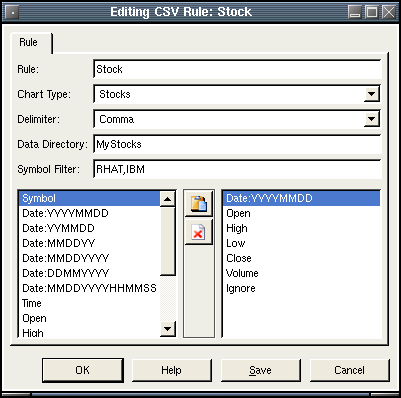 Editing CSV Rule: Stock
Rule
Rule: Stock
Chart Type: Stocks
Delimiter: Comma
Data Directory: MyStocks
Symbol Filter: RHAT,IBM
Symbol
Date:YYYYMMDD
Date:YYMMDD
Date:MMDDYY
Date:MMDDYYYY
Date:DDMMYYYY
Date:MMDDYYYYHHMMSS
Time
Open
High
Date:YYYYMMDD
Open
High
Low
Close
Volume
Ignore
OK Help Save Cancel